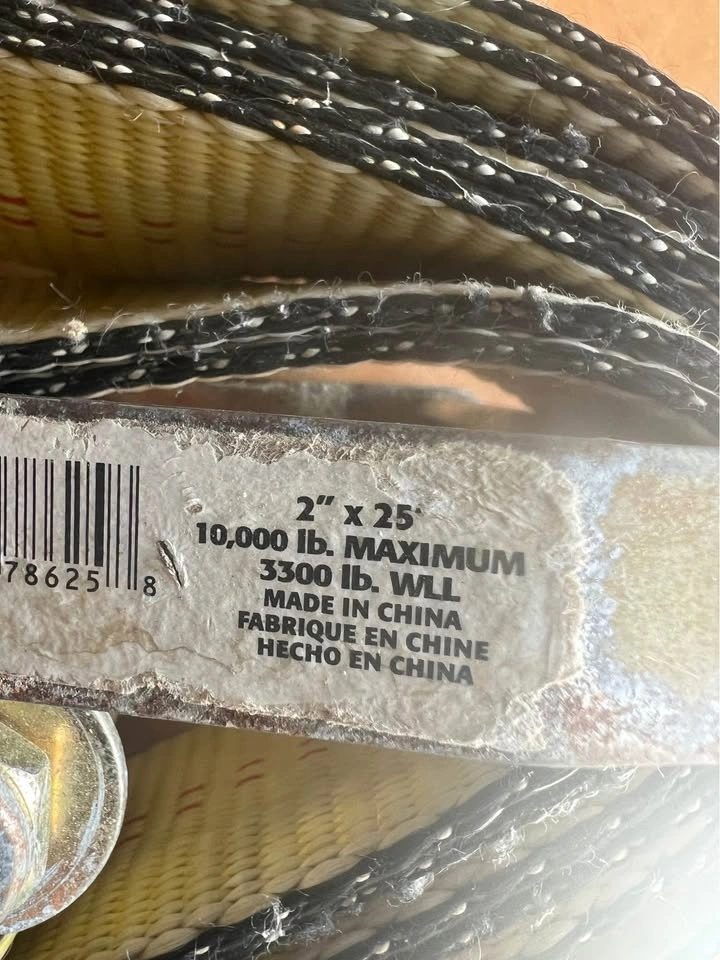 78625 8
2" x 25'
10,000 lb. MAXIMUM
3300 lb. WLL
MADE IN CHINA
FABRIQUE EN CHINE
HECHO EN CHINA